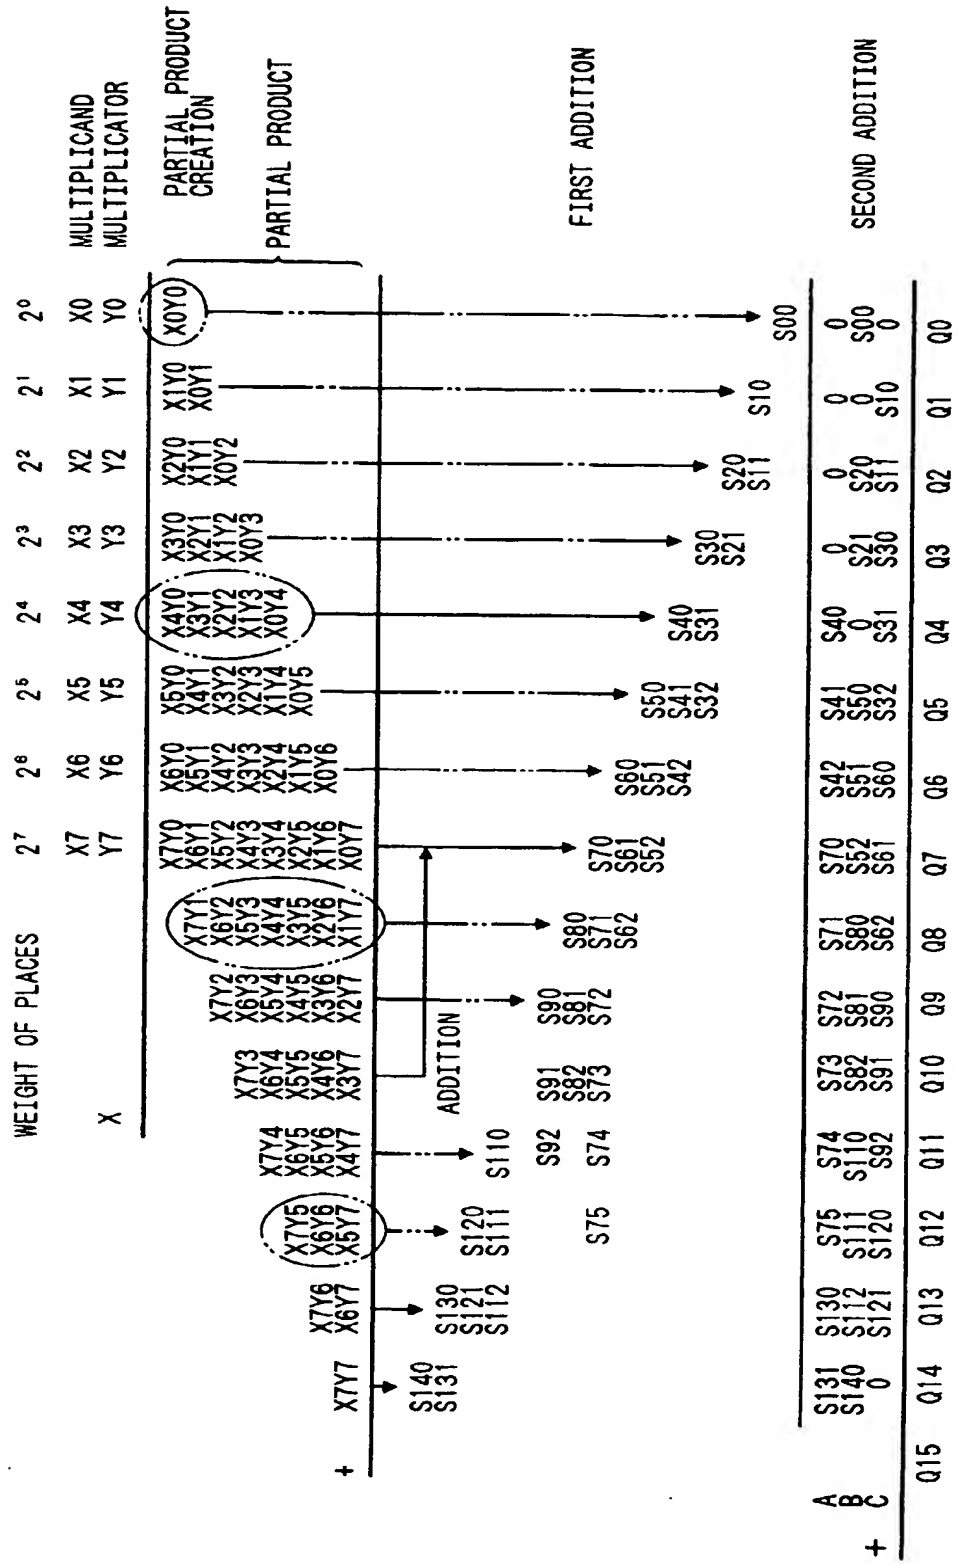 WEIGHT OF PLACES 2⁷ 2⁶ 2⁵ 2⁴ 2³ 2² 2¹ 2⁰
X7 X6 X5 X4 X3 X2 X1 X0 MULTIPLICAND
X Y7 Y6 Y5 Y4 Y3 Y2 Y1 Y0 MULTIPLICATOR
X7Y0 X6Y0 X5Y0 X4Y0 X3Y0 X2Y0 X1Y0 X0Y0 PARTIAL PRODUCT
X7Y1 X6Y1 X5Y1 X4Y1 X3Y1 X2Y1 X1Y1 X0Y1 CREATION
X7Y2 X6Y2 X5Y2 X4Y2 X3Y2 X2Y2 X1Y2 X0Y2
X7Y3 X6Y3 X5Y3 X4Y3 X3Y3 X2Y3 X1Y3 X0Y3
X7Y4 X6Y4 X5Y4 X4Y4 X3Y4 X2Y4 X1Y4 X0Y4 PARTIAL PRODUCT
X7Y5 X6Y5 X5Y5 X4Y5 X3Y5 X2Y5 X1Y5 X0Y5
X7Y6 X6Y6 X5Y6 X4Y6 X3Y6 X2Y6 X1Y6 X0Y6
+ X7Y7 X6Y7 X5Y7 X4Y7 X3Y7 X2Y7 X1Y7 X0Y7
S140
S131 S130 ADDITION
S121 S120
S112 S111 S110
S92 S91 S90
S82 S81 S80 FIRST ADDITION
S75 S74 S73 S72 S71 S70
S62 S61 S60
S52 S51 S50
S42 S41 S40
S32 S31 S30
S21 S20
S11 S10
S00
A S131 S130 S75 S74 S73 S72 S71 S70 S42 S41 S40 0 0 0 0
B S140 S112 S111 S110 S82 S81 S80 S52 S51 S50 0 S21 S20 0 S00 SECOND ADDITION
+ C 0 S121 S120 S92 S91 S90 S62 S61 S60 S32 S31 S30 S11 S10 0
Q15 Q14 Q13 Q12 Q11 Q10 Q9 Q8 Q7 Q6 Q5 Q4 Q3 Q2 Q1 Q0